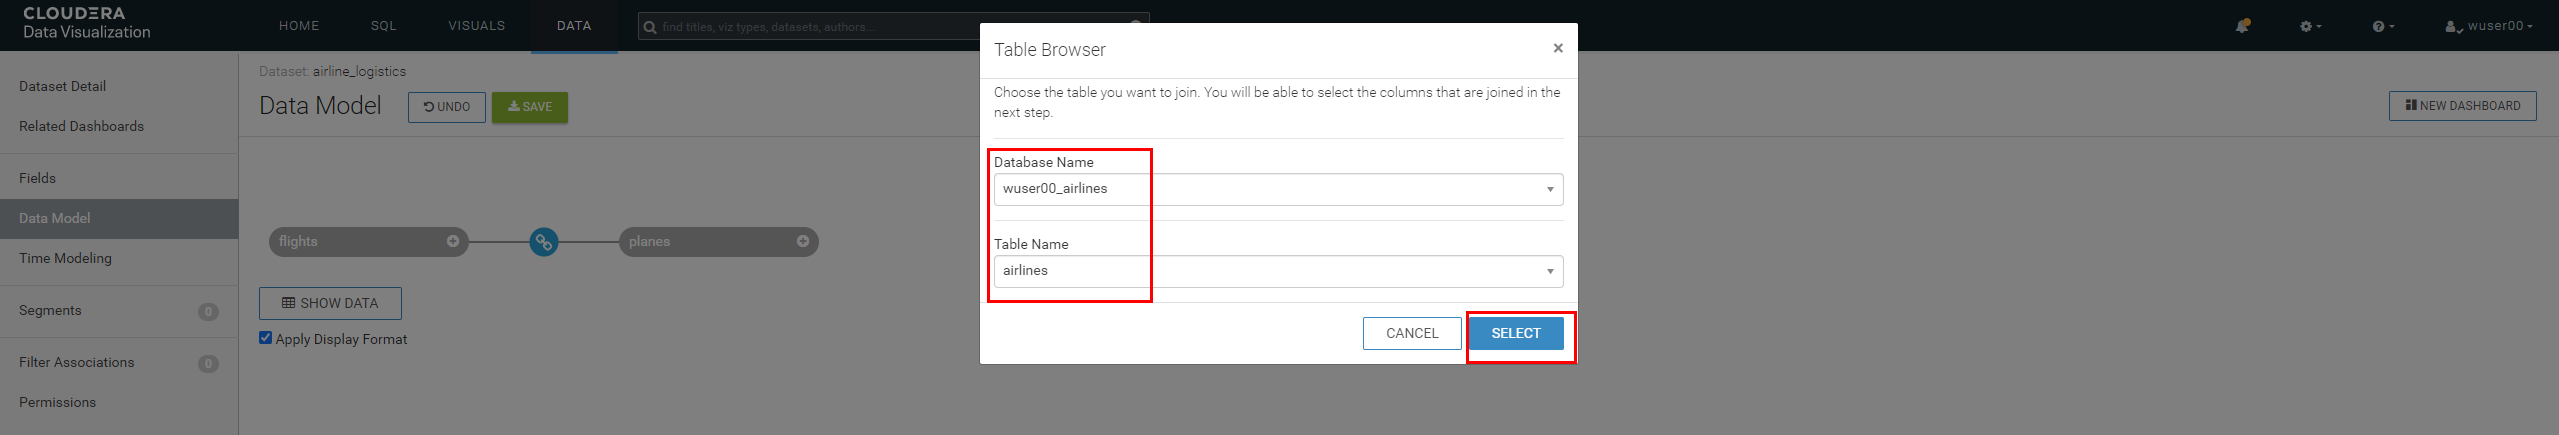 CLOUDERA
Data Visualization
HOME
SQL
VISUALS
DATA
find titles, viz types, datasets, authors...
wuser00
Dataset Detail
Related Dashboards
Fields
Data Model
Time Modeling
Segments 0
Filter Associations 0
Permissions
Dataset: airline_logistics
Data Model
UNDO
SAVE
NEW DASHBOARD
flights
planes
SHOW DATA
Apply Display Format
Table Browser
×
Choose the table you want to join. You will be able to select the columns that are joined in the
next step.
Database Name
wuser00_airlines
Table Name
airlines
CANCEL
SELECT